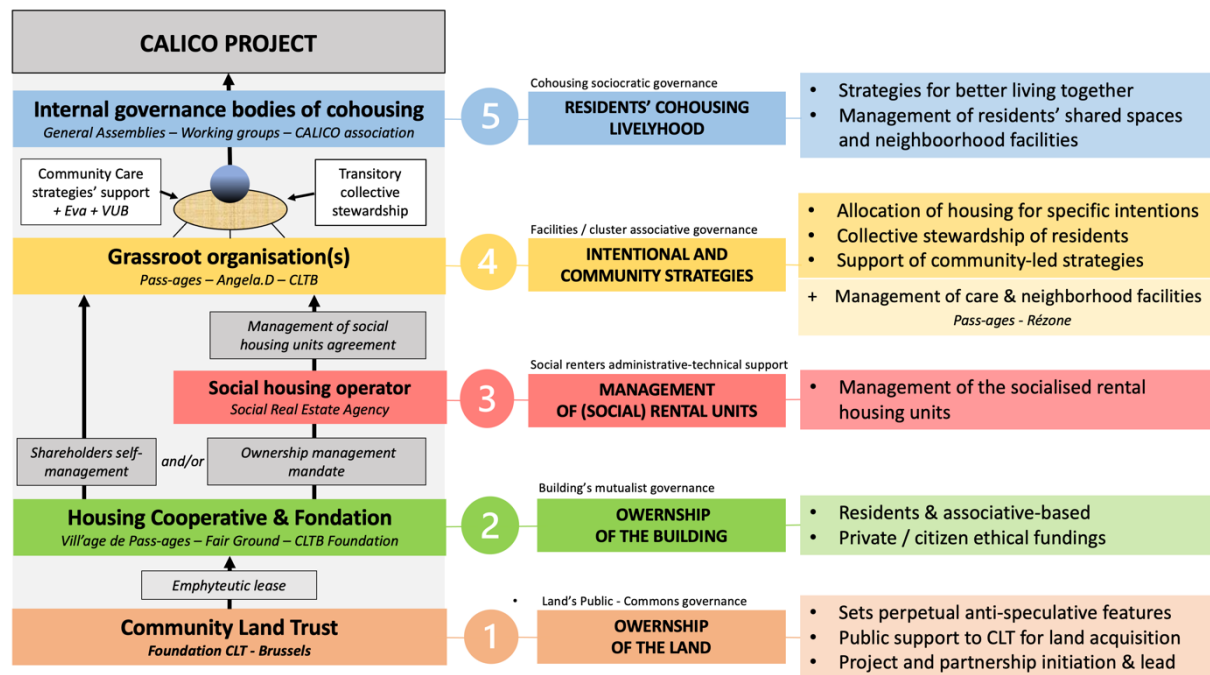 CALICO PROJECT
Internal governance bodies of cohousing
General Assemblies – Working groups – CALICO association
Community Care
strategies' support
+ Eva + VUB
Transitory
collective
stewardship
Grassroot organisation(s)
Pass-ages – Angela.D – CLTB
Management of social
housing units agreement
Social housing operator
Social Real Estate Agency
Shareholders self-
management
and/or
Ownership management
mandate
Housing Cooperative & Fondation
Vill'age de Pass-ages – Fair Ground – CLTB Foundation
Emphyteutic lease
Community Land Trust
Foundation CLT - Brussels
5
Cohousing sociocratic governance
RESIDENTS' COHOUSING
LIVELYHOOD
• Strategies for better living together
• Management of residents' shared spaces
and neighboorhood facilities
4
Facilities / cluster associative governance
INTENTIONAL AND
COMMUNITY STRATEGIES
• Allocation of housing for specific intentions
• Collective stewardship of residents
• Support of community-led strategies
+ Management of care & neighborhood facilities
Pass-ages - Rézone
3
Social renters administrative-technical support
MANAGEMENT
OF (SOCIAL) RENTAL UNITS
• Management of the socialised rental
housing units
2
Building's mutualist governance
OWERNSHIP
OF THE BUILDING
• Residents & associative-based
• Private / citizen ethical fundings
1
• Land's Public - Commons governance
OWERNSHIP
OF THE LAND
• Sets perpetual anti-speculative features
• Public support to CLT for land acquisition
• Project and partnership initiation & lead